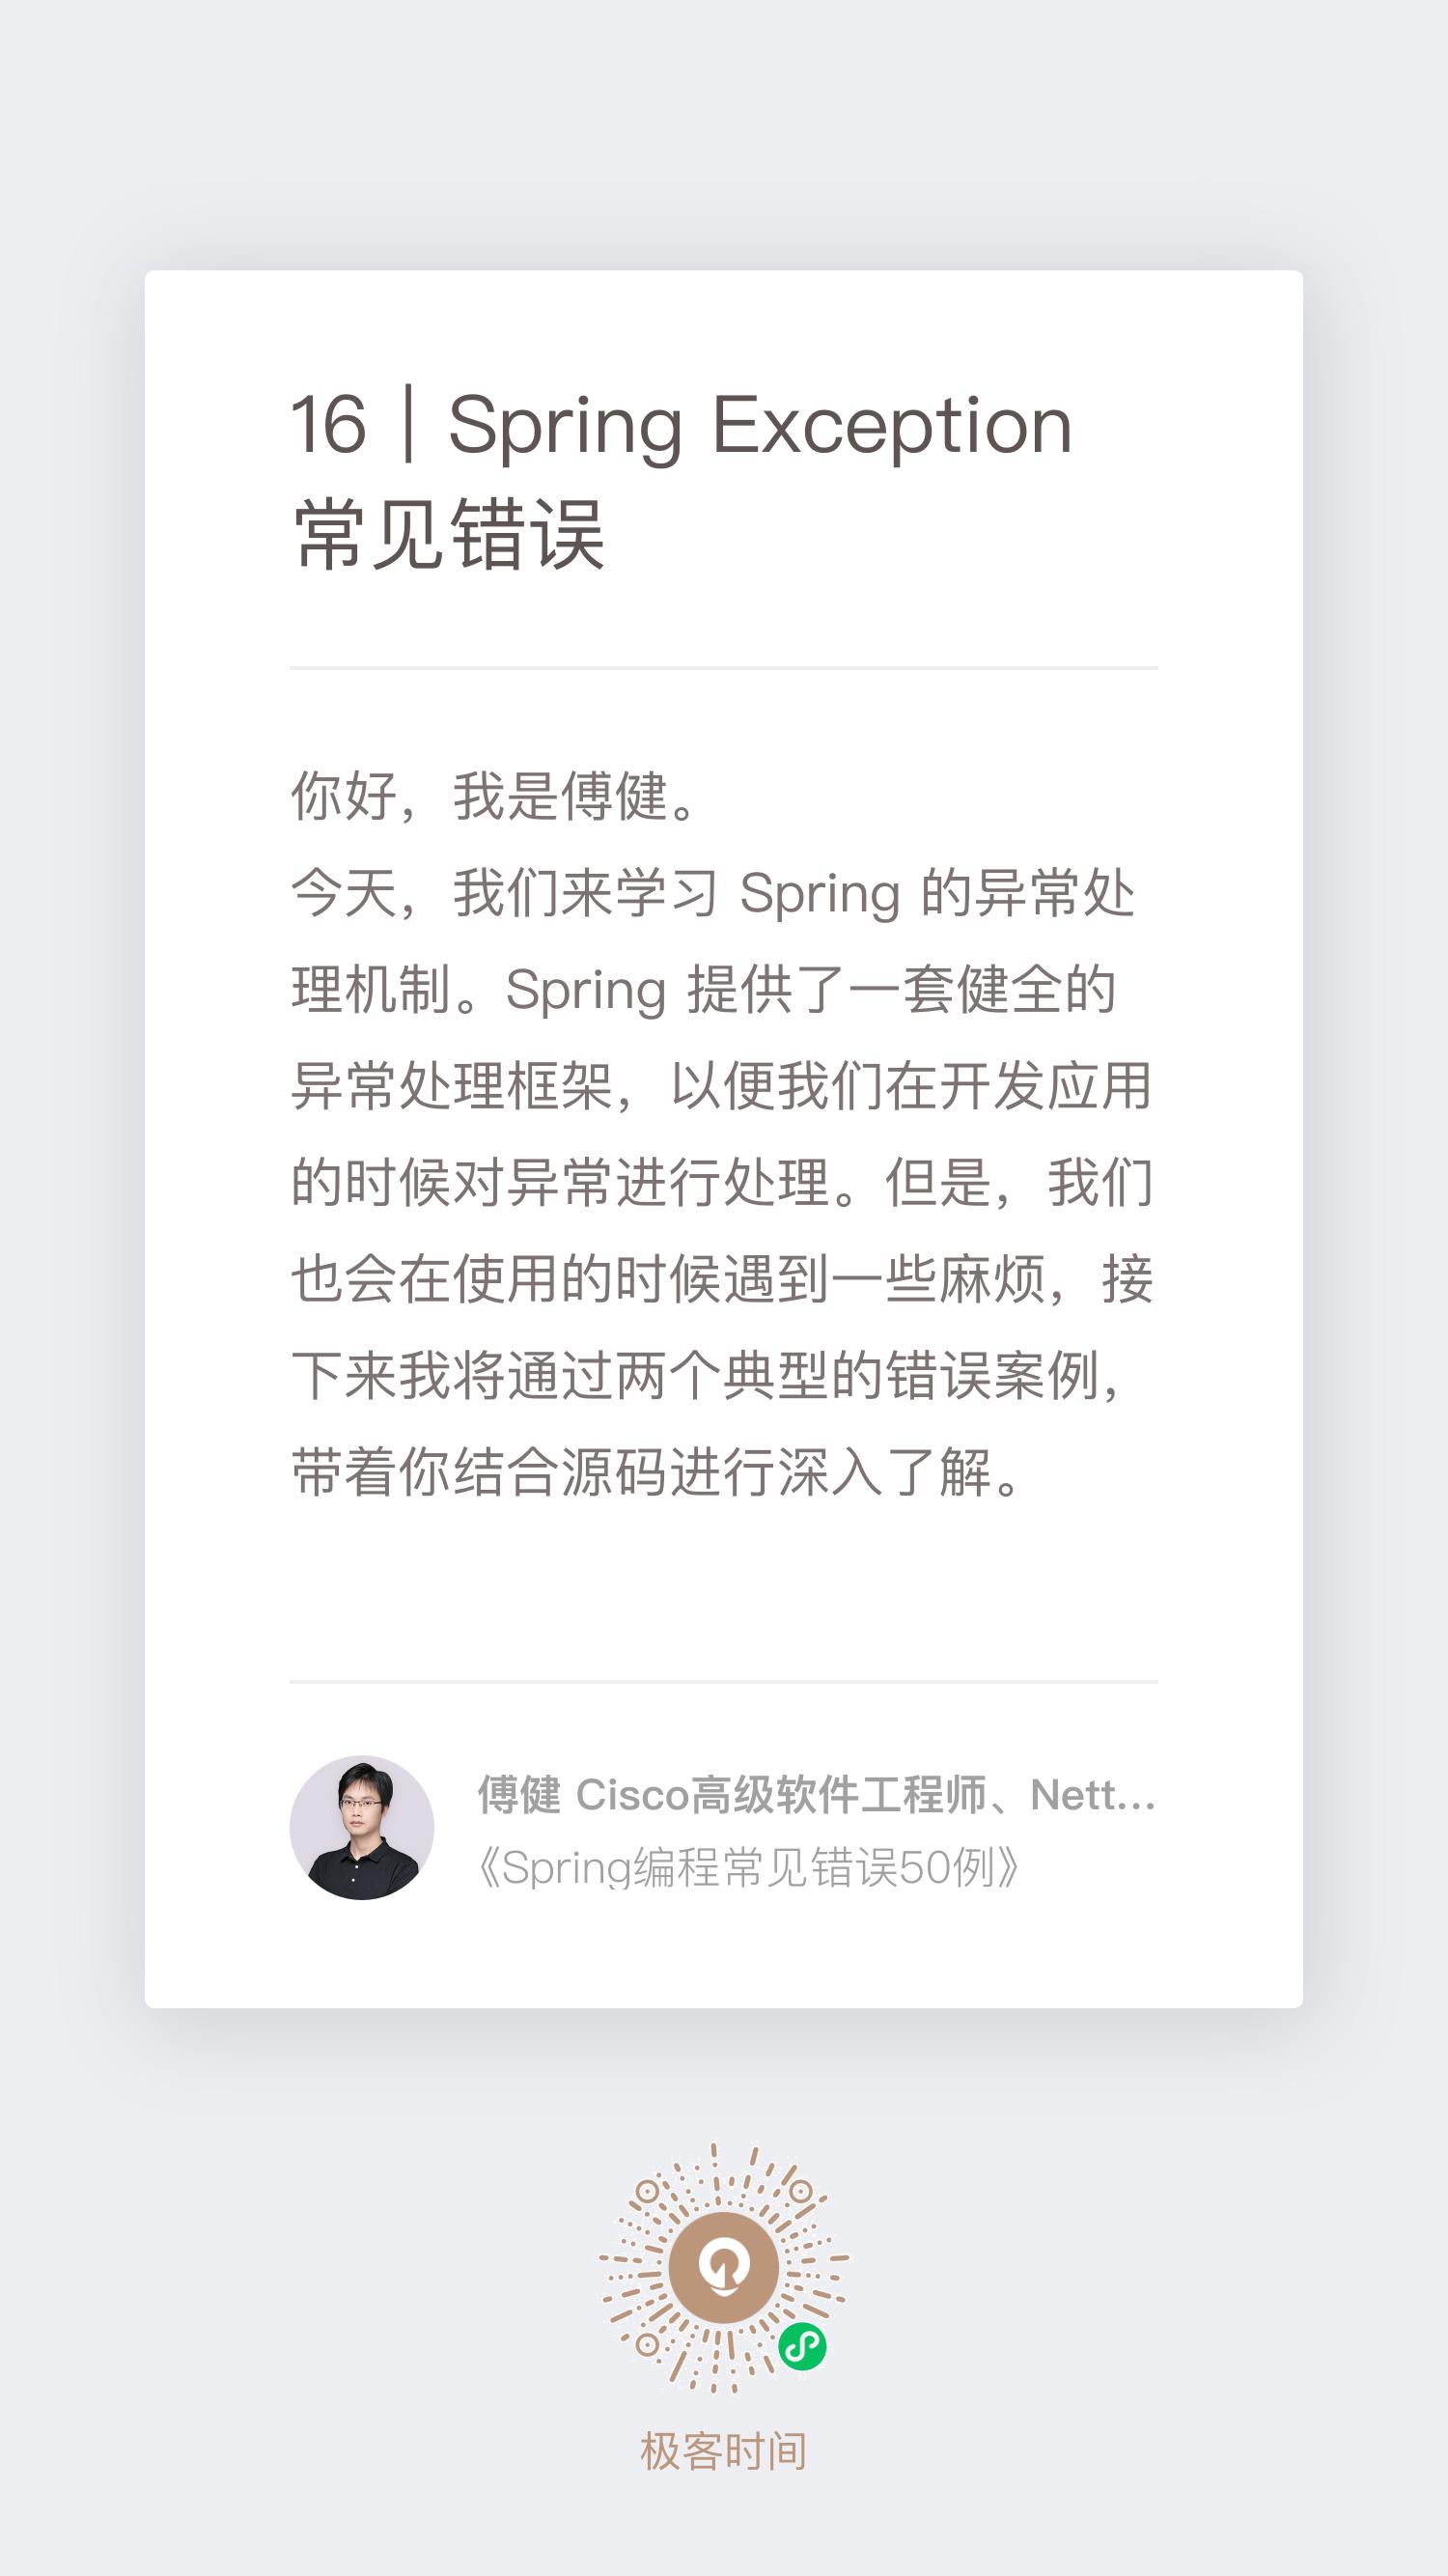 16｜Spring Exception
常见错误
你好，我是傅健。
今天，我们来学习 Spring 的异常处
理机制。Spring 提供了一套健全的
异常处理框架，以便我们在开发应用
的时候对异常进行处理。但是，我们
也会在使用的时候遇到一些麻烦，接
下来我将通过两个典型的错误案例，
带着你结合源码进行深入了解。
傅健 Cisco高级软件工程师、Nett...
《Spring编程常见错误50例》
极客时间